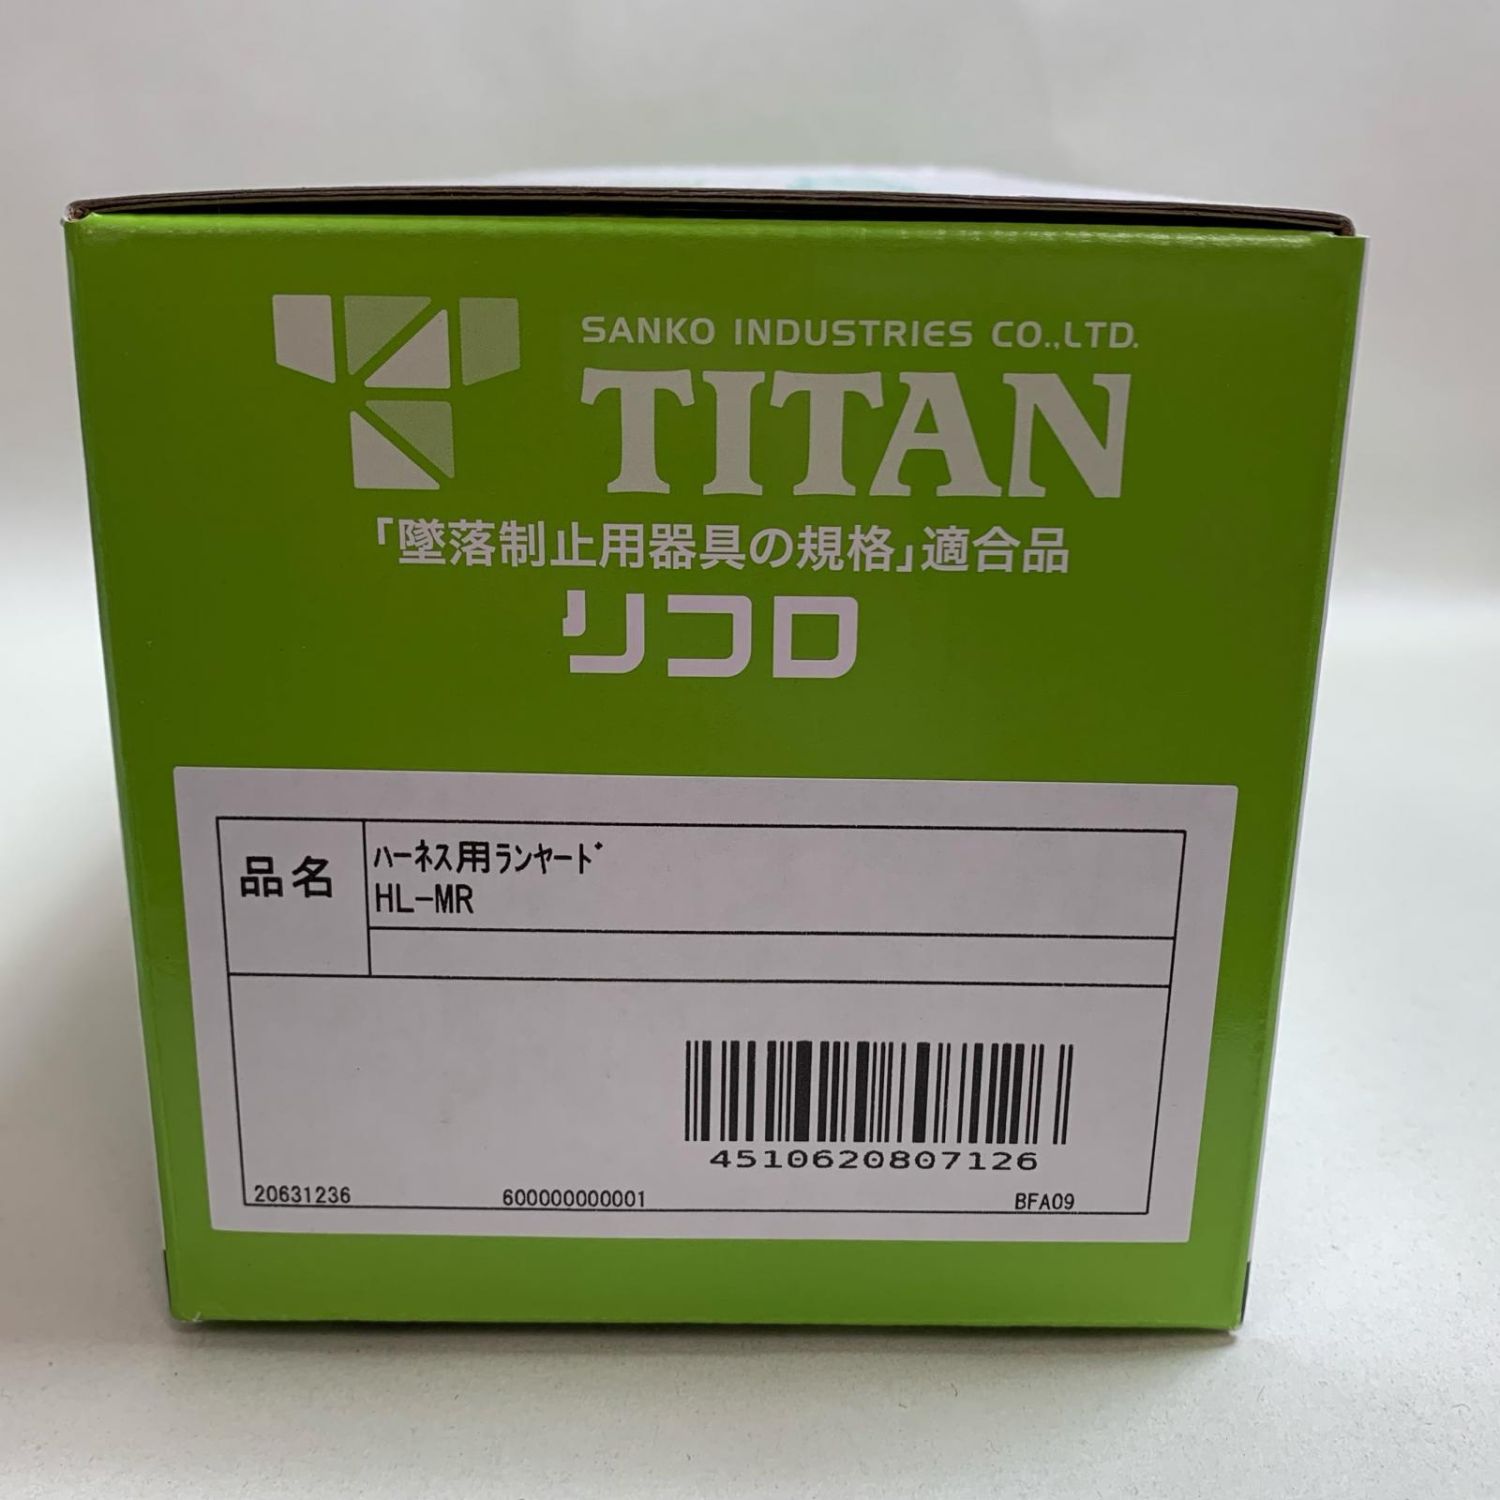 SANKO INDUSTRIES CO.,LTD.
TITAN
「墜落制止用器具の規格」適合品
リコロ
品名
ﾊｰﾈｽ用ﾗﾝﾔｰﾄﾞ
HL-MR
4510620807126
20631236 600000000001 BFA09